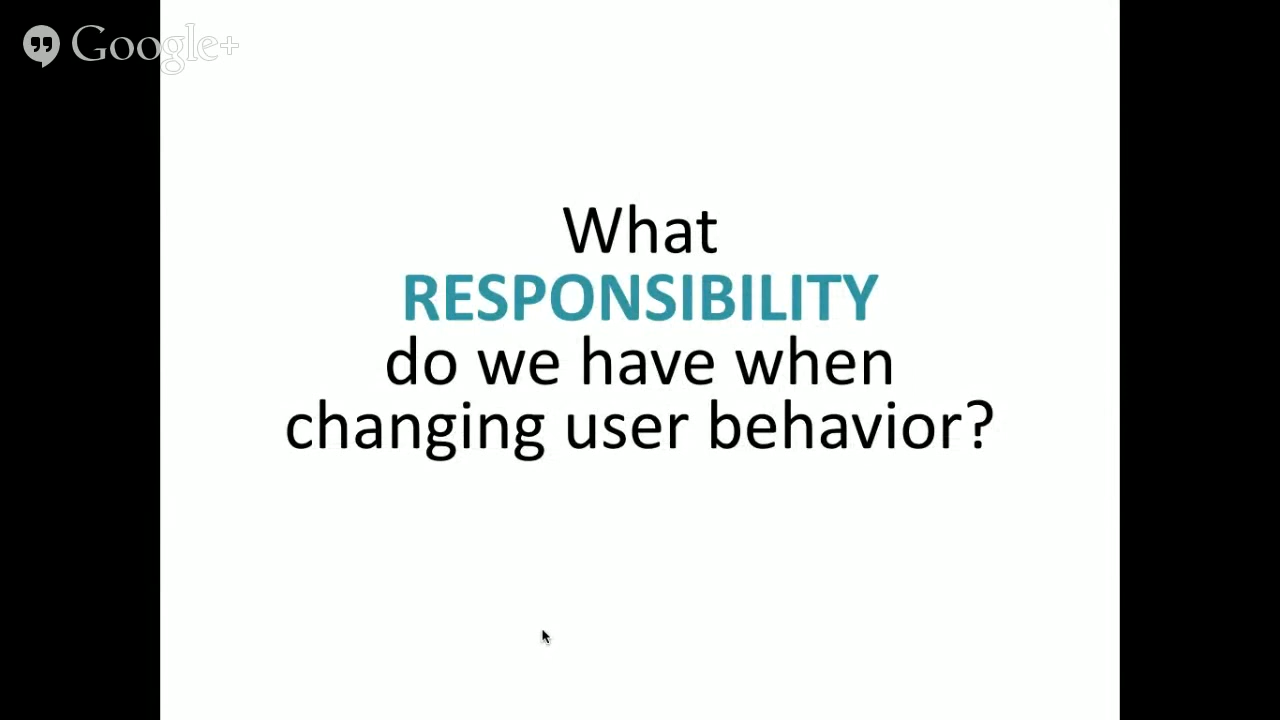 Google+
What
RESPONSIBILITY
do we have when
changing user behavior?